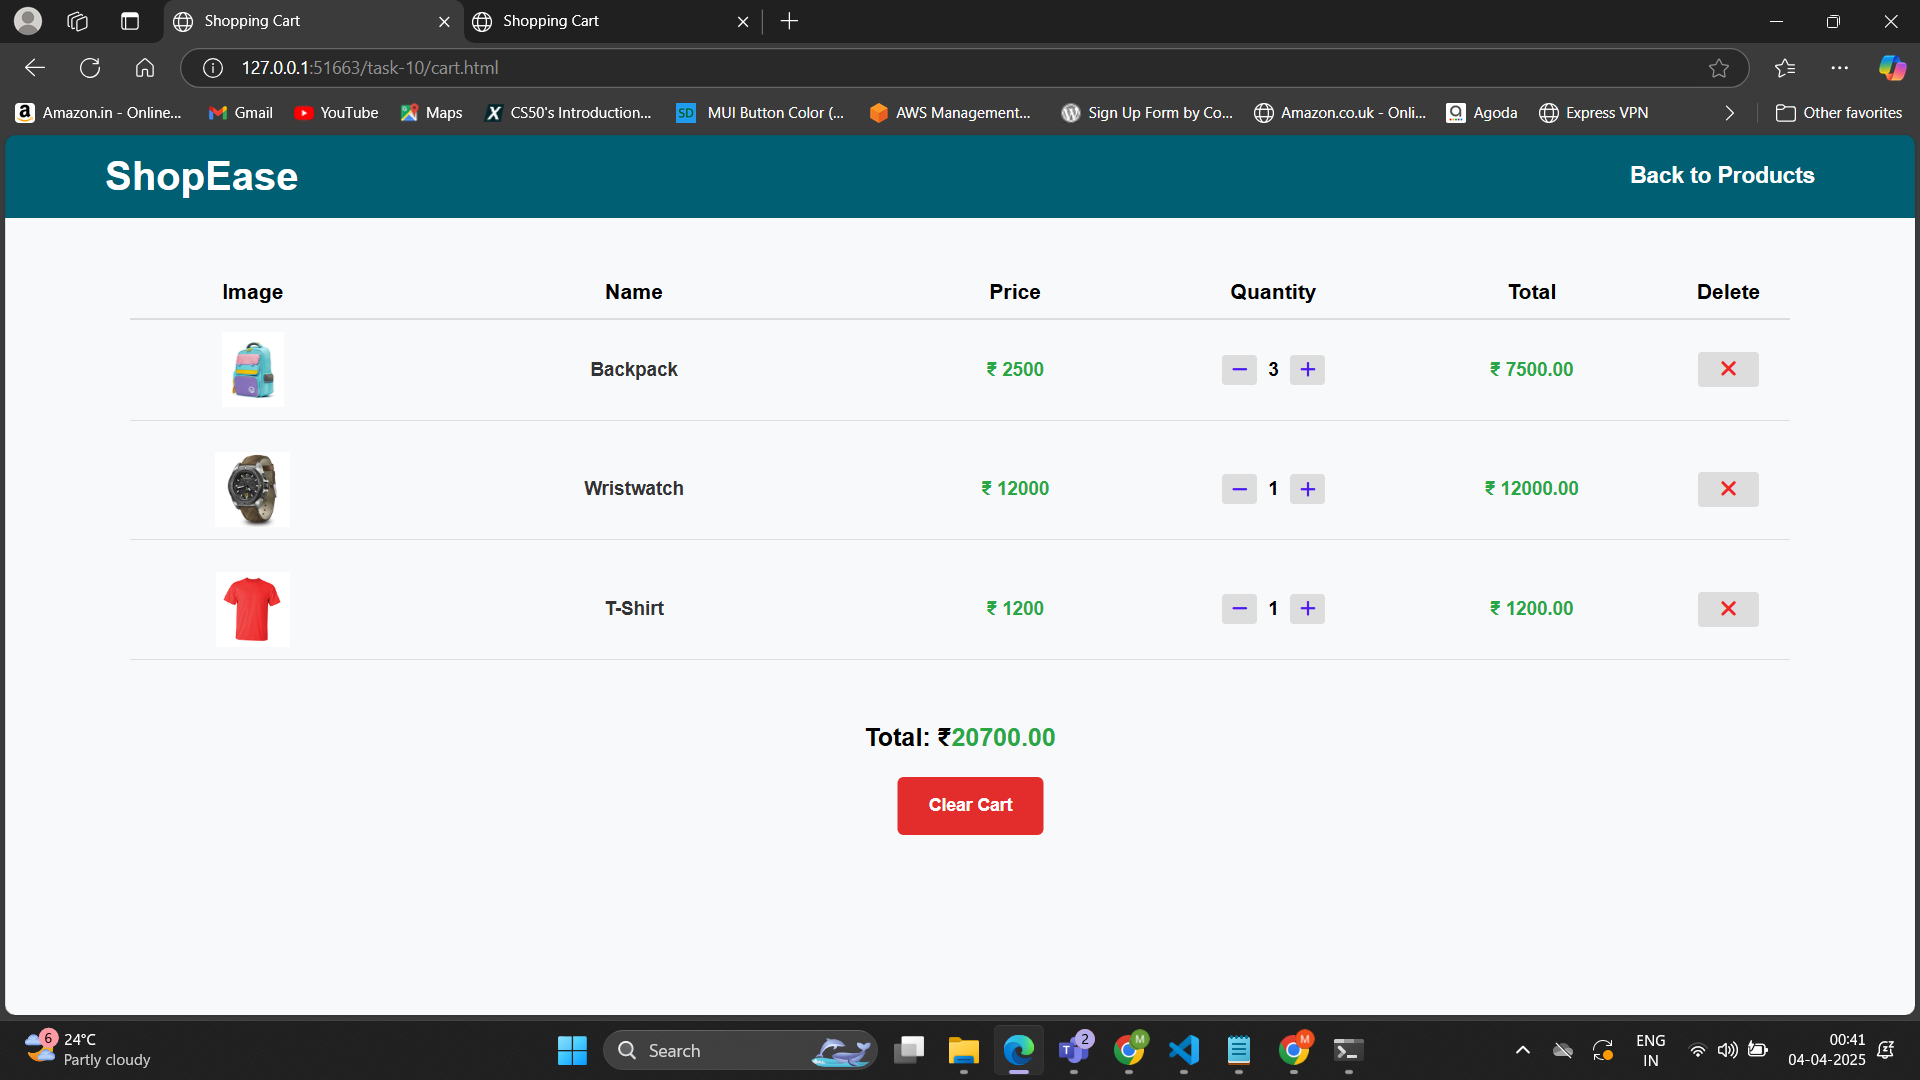 Shopping Cart
Shopping Cart
127.0.0.1:51663/task-10/cart.html
Amazon.in - Online...
Gmail
YouTube
Maps
CS50's Introduction...
SD MUI Button Color (...
AWS Management...
Sign Up Form by Co...
Amazon.co.uk - Onli...
Agoda
Express VPN
Other favorites
ShopEase
Back to Products
Image Name Price Quantity Total Delete
Backpack ₹ 2500 3 ₹ 7500.00
Wristwatch ₹ 12000 1 ₹ 12000.00
T-Shirt ₹ 1200 1 ₹ 1200.00
Total: ₹20700.00
Clear Cart
6
24°C
Partly cloudy
Search
2
M
M
ENG
IN
00:41
04-04-2025